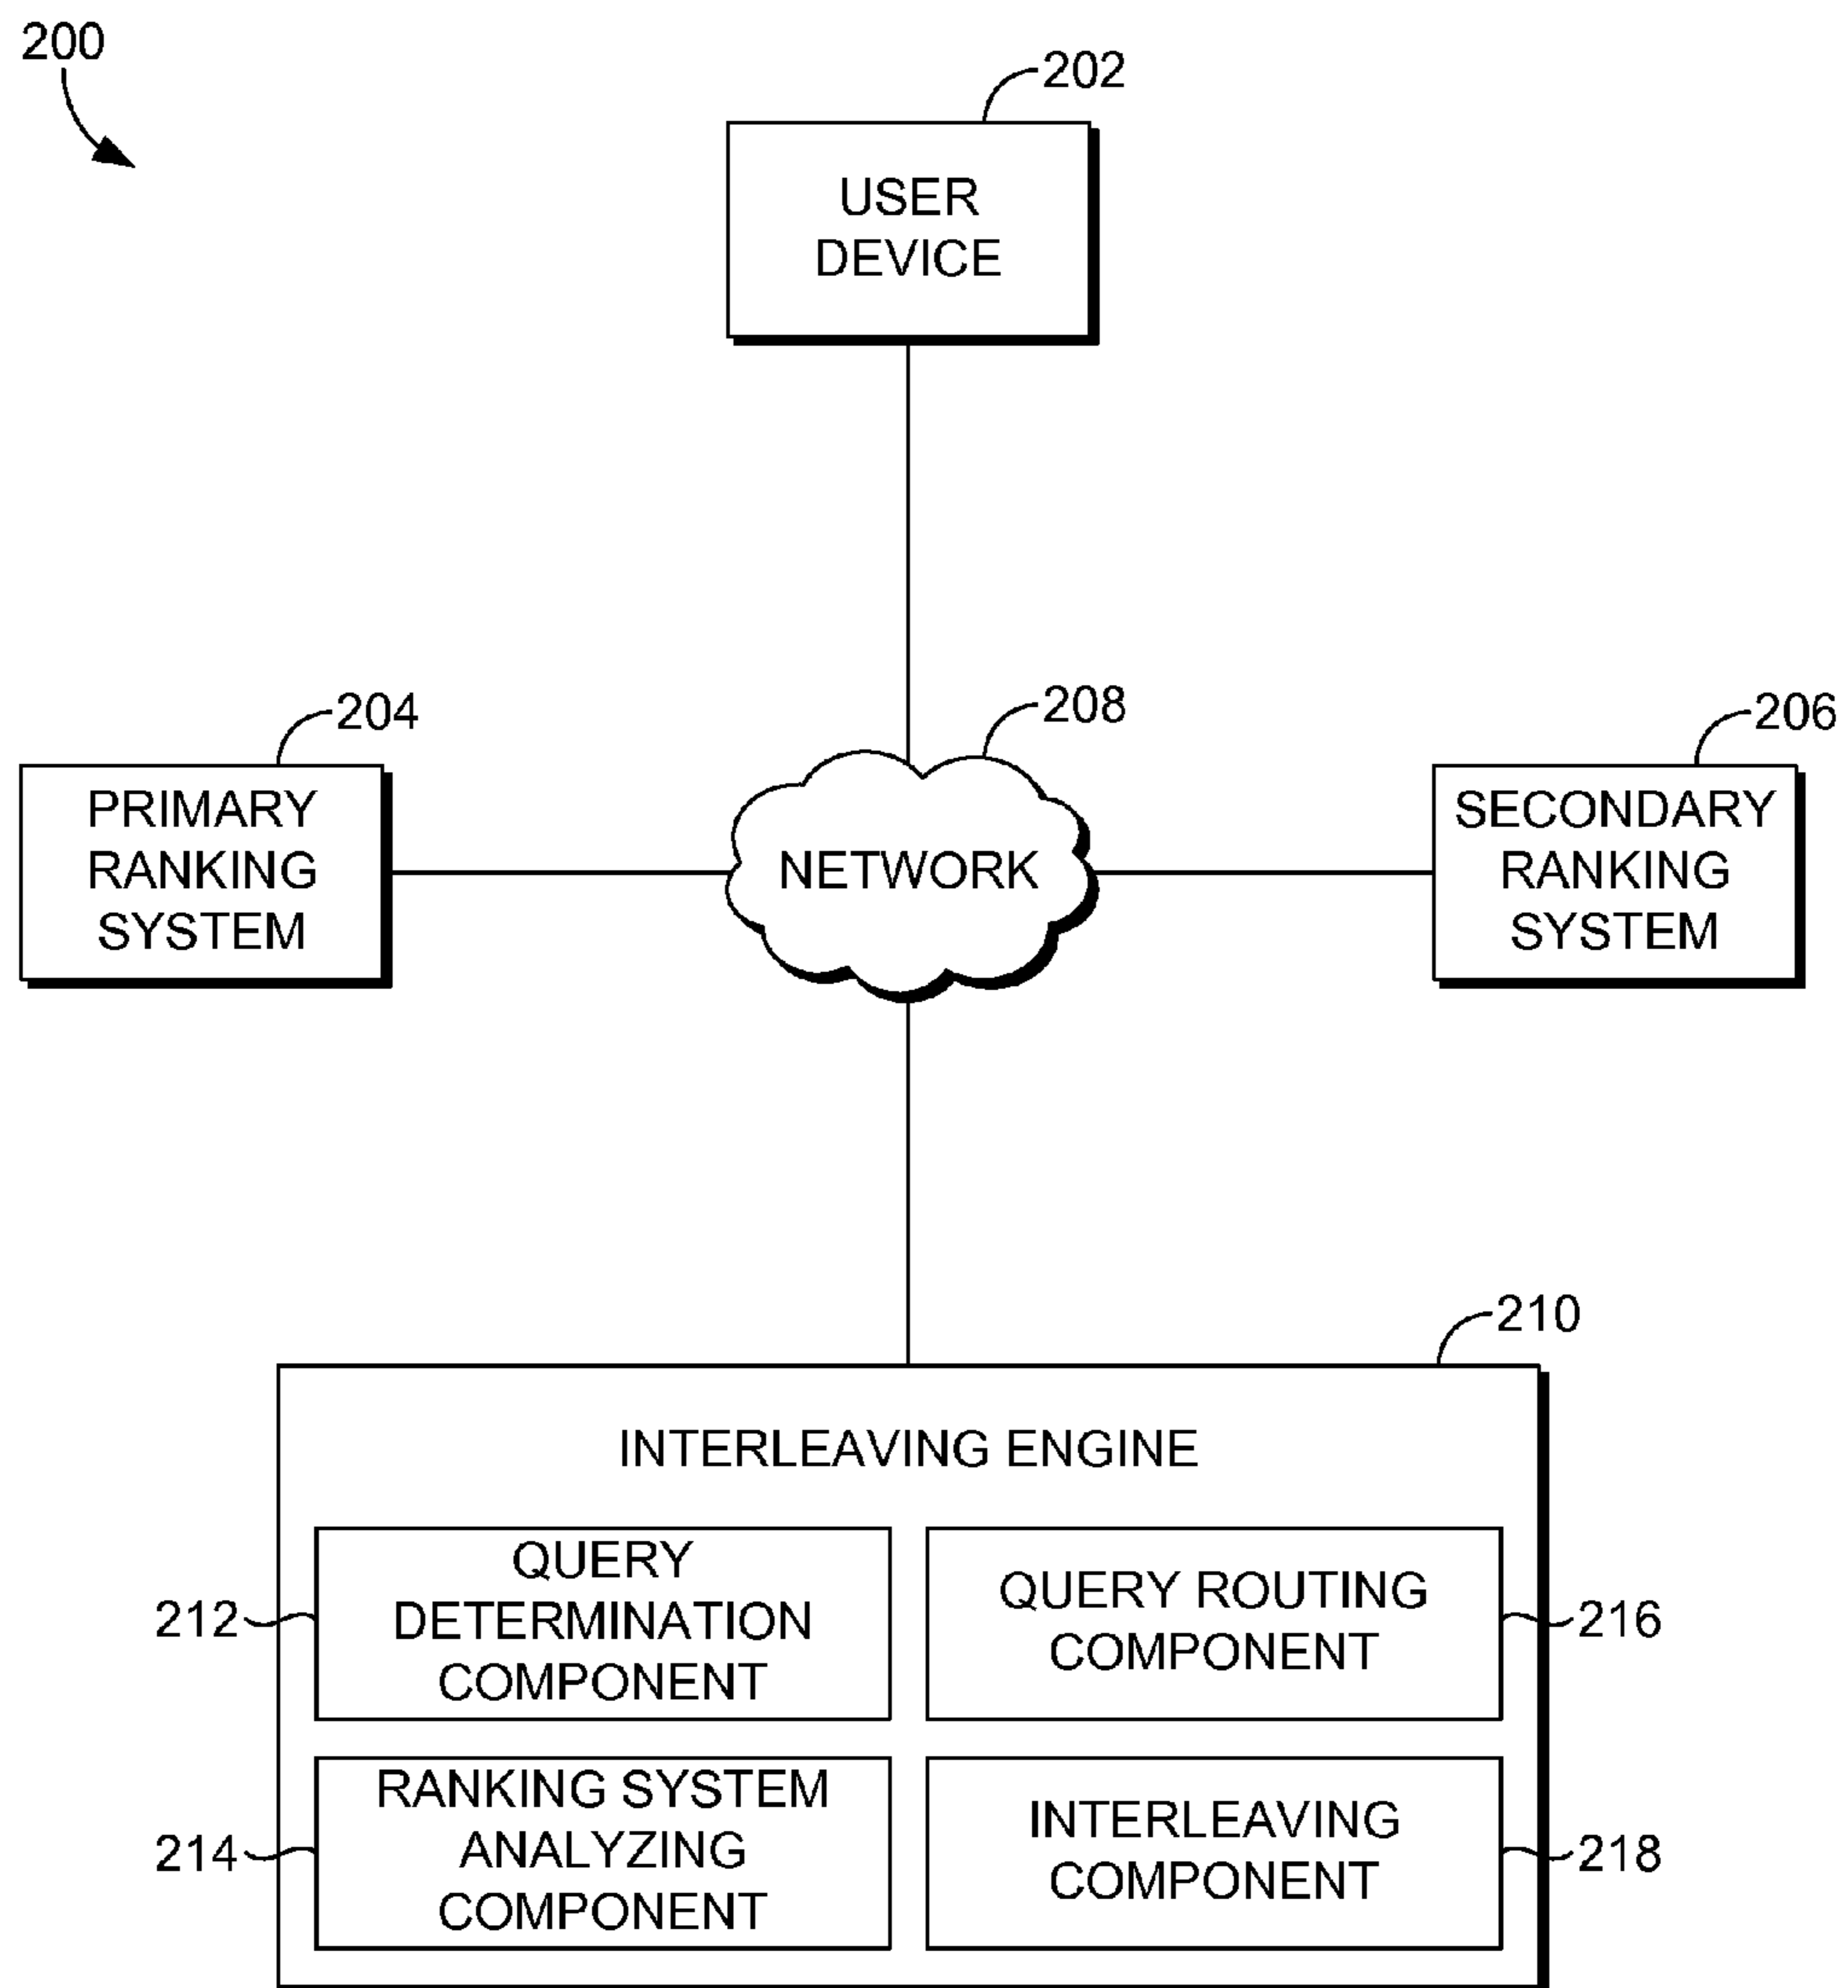 200
202
USER
DEVICE
204
208
206
PRIMARY
RANKING
SYSTEM
NETWORK
SECONDARY
RANKING
SYSTEM
210
INTERLEAVING ENGINE
212
QUERY
DETERMINATION
COMPONENT
QUERY ROUTING
COMPONENT
216
214
RANKING SYSTEM
ANALYZING
COMPONENT
INTERLEAVING
COMPONENT
218